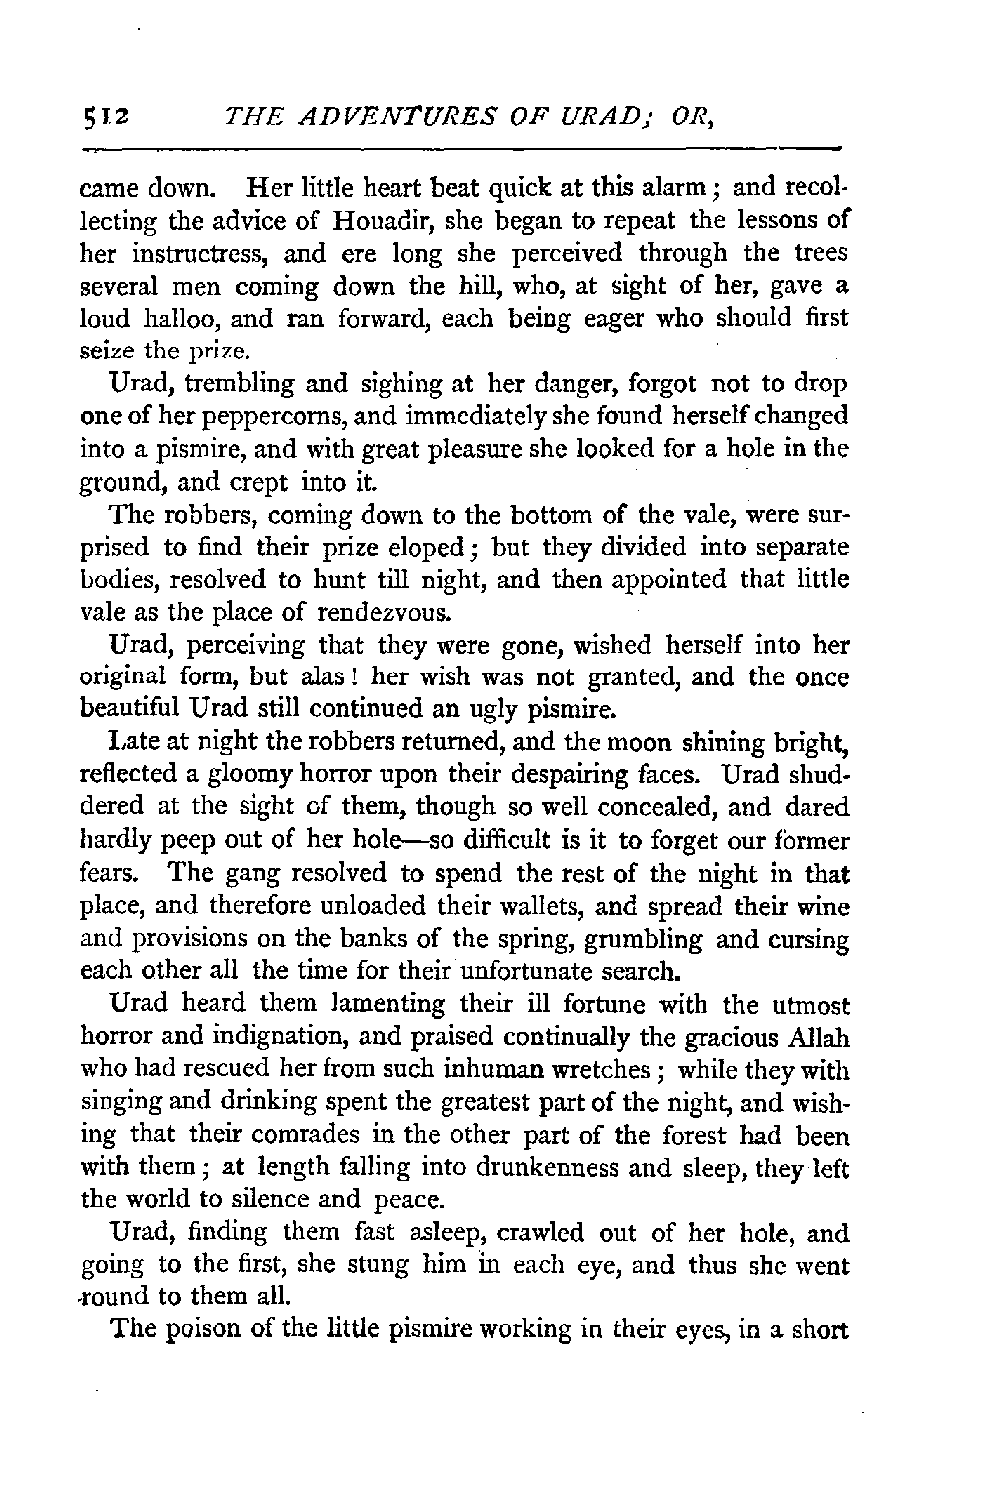 512 THE ADVENTURES OF URAD; OR,
came down. Her little heart beat quick at this alarm; and recol-
lecting the advice of Houadir, she began to repeat the lessons of
her instructress, and ere long she perceived through the trees
several men coming down the hill, who, at sight of her, gave a
loud halloo, and ran forward, each being eager who should first
seize the prize.
Urad, trembling and sighing at her danger, forgot not to drop
one of her peppercorns, and immediately she found herself changed
into a pismire, and with great pleasure she looked for a hole in the
ground, and crept into it.
The robbers, coming down to the bottom of the vale, were sur-
prised to find their prize eloped; but they divided into separate
bodies, resolved to hunt till night, and then appointed that little
vale as the place of rendezvous.
Urad, perceiving that they were gone, wished herself into her
original form, but alas! her wish was not granted, and the once
beautiful Urad still continued an ugly pismire.
Late at night the robbers returned, and the moon shining bright,
reflected a gloomy horror upon their despairing faces. Urad shud-
dered at the sight of them, though so well concealed, and dared
hardly peep out of her hole—so difficult is it to forget our former
fears. The gang resolved to spend the rest of the night in that
place, and therefore unloaded their wallets, and spread their wine
and provisions on the banks of the spring, grumbling and cursing
each other all the time for their unfortunate search.
Urad heard them lamenting their ill fortune with the utmost
horror and indignation, and praised continually the gracious Allah
who had rescued her from such inhuman wretches; while they with
singing and drinking spent the greatest part of the night, and wish-
ing that their comrades in the other part of the forest had been
with them; at length falling into drunkenness and sleep, they left
the world to silence and peace.
Urad, finding them fast asleep, crawled out of her hole, and
going to the first, she stung him in each eye, and thus she went
round to them all.
The poison of the little pismire working in their eyes, in a short